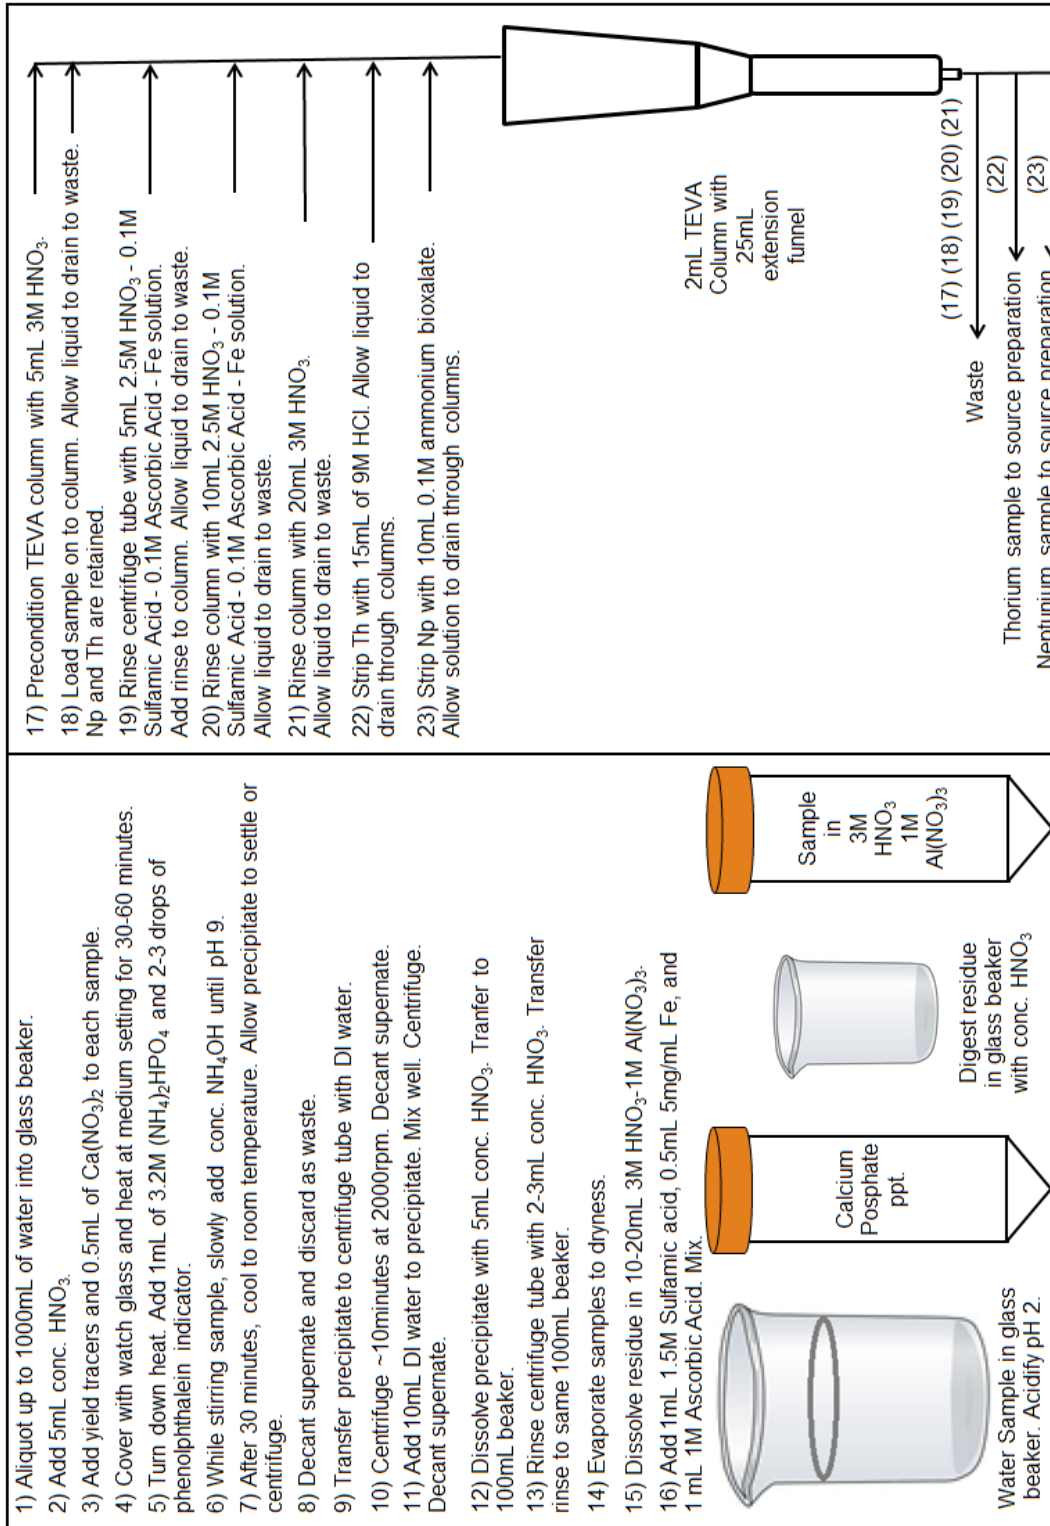 1) Aliquot up to 1000mL of water into glass beaker.
2) Add 5mL conc. HNO₃.
3) Add yield tracers and 0.5mL of Ca(NO₃)₂ to each sample.
4) Cover with watch glass and heat at medium setting for 30-60 minutes.
5) Turn down heat. Add 1mL of 3.2M (NH₄)₂HPO₄ and 2-3 drops of
phenolphthalein indicator.
6) While stirring sample, slowly add conc. NH₄OH until pH 9.
7) After 30 minutes, cool to room temperature. Allow precipitate to settle or
centrifuge.
8) Decant supernate and discard as waste.
9) Transfer precipitate to centrifuge tube with DI water.
10) Centrifuge ~10minutes at 2000rpm. Decant supernate.
11) Add 10mL DI water to precipitate. Mix well. Centrifuge.
Decant supernate.
12) Dissolve precipitate with 5mL conc. HNO₃. Tranfer to
100mL beaker.
13) Rinse centrifuge tube with 2-3mL conc. HNO₃. Transfer
rinse to same 100mL beaker.
14) Evaporate samples to dryness.
15) Dissolve residue in 10-20mL 3M HNO₃-1M Al(NO₃)₃.
16) Add 1mL 1.5M Sulfamic acid, 0.5mL 5mg/mL Fe, and
1 mL 1M Ascorbic Acid. Mix.
Water Sample in glass
beaker. Acidify pH 2.
Calcium
Posphate
ppt.
Digest residue
in glass beaker
with conc. HNO₃
Sample
in
3M
HNO₃
1M
Al(NO₃)₃
17) Precondition TEVA column with 5mL 3M HNO₃.
18) Load sample on to column. Allow liquid to drain to waste.
Np and Th are retained.
19) Rinse centrifuge tube with 5mL 2.5M HNO₃ - 0.1M
Sulfamic Acid - 0.1M Ascorbic Acid - Fe solution.
Add rinse to column. Allow liquid to drain to waste.
20) Rinse column with 10mL 2.5M HNO₃ - 0.1M
Sulfamic Acid - 0.1M Ascorbic Acid - Fe solution.
Allow liquid to drain to waste.
21) Rinse column with 20mL 3M HNO₃.
Allow liquid to drain to waste.
22) Strip Th with 15mL of 9M HCl. Allow liquid to
drain through columns.
23) Strip Np with 10mL 0.1M ammonium bioxalate.
Allow solution to drain through columns.
2mL TEVA
Column with
25mL
extension
funnel
(17) (18) (19) (20) (21)
Waste
(22)
Thorium sample to source preparation
(23)
Neptunium sample to source preparation